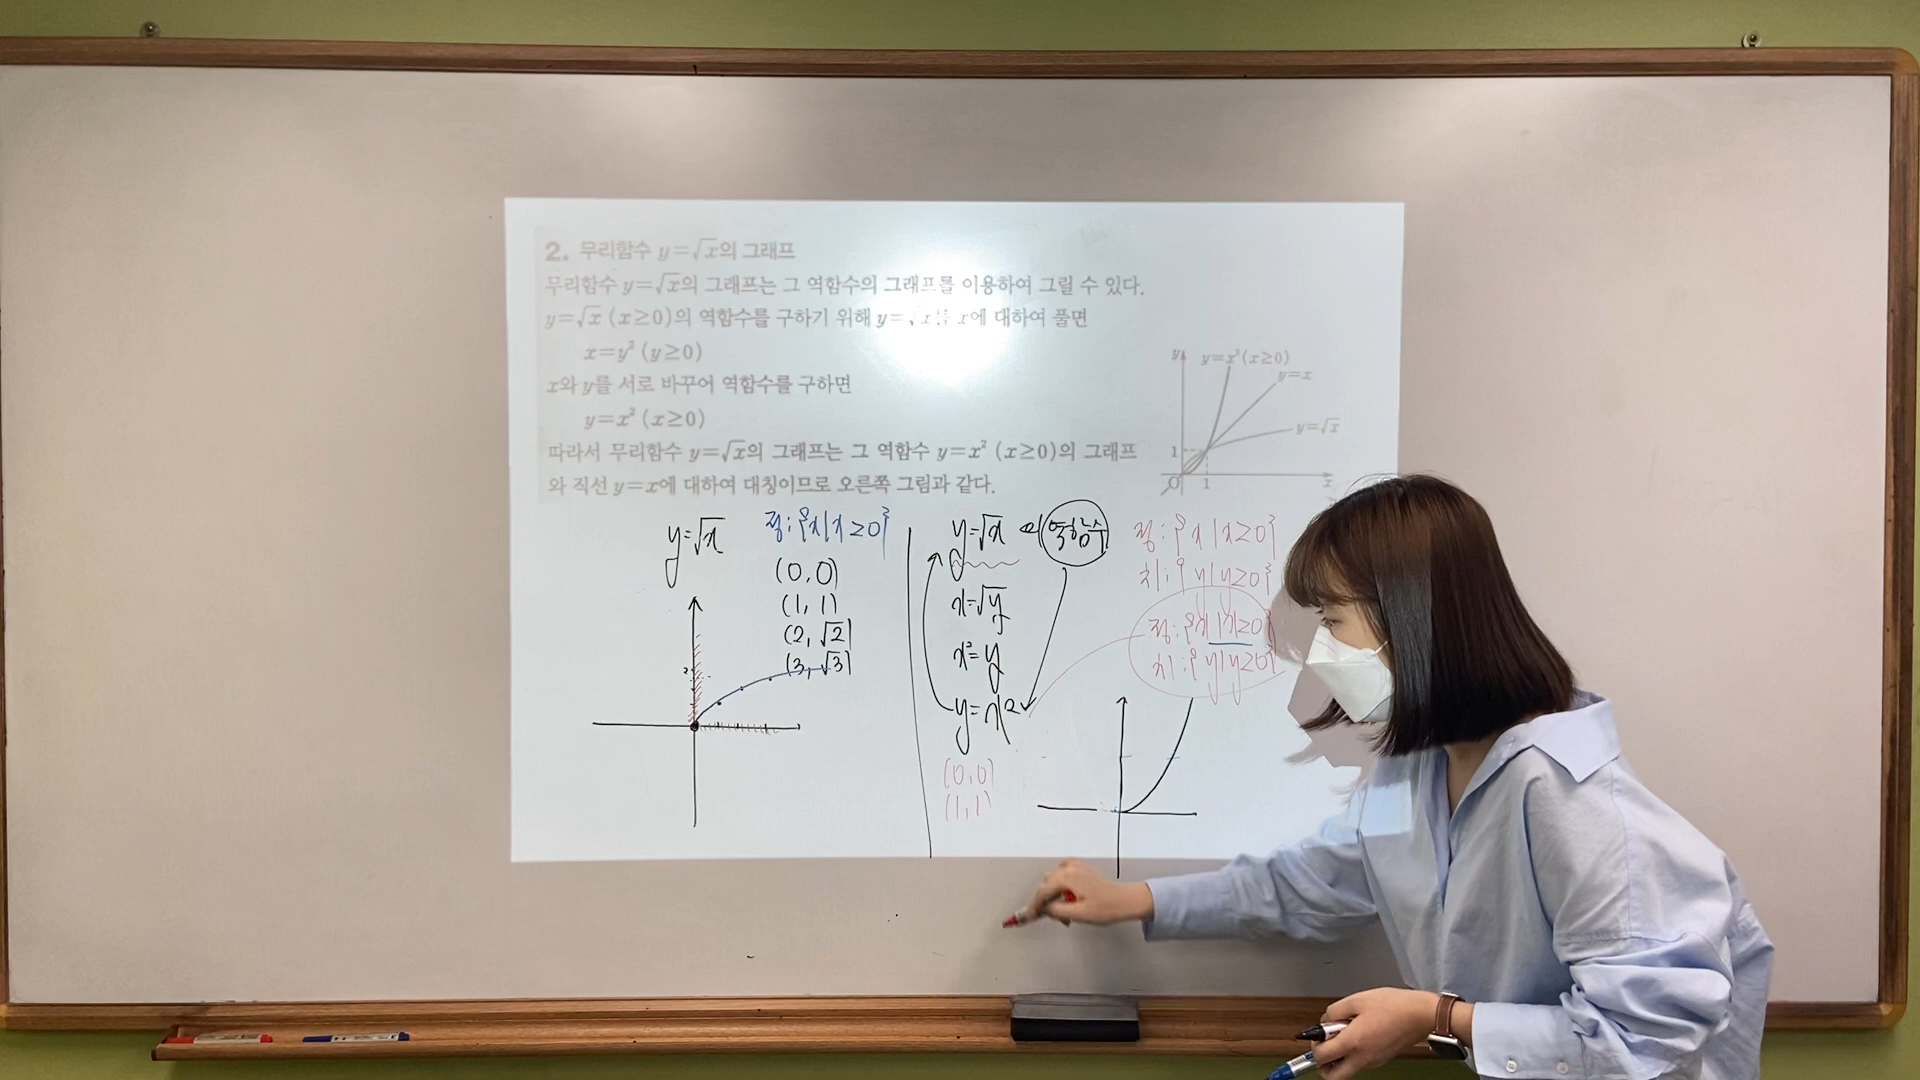 2. 무리함수 y=√x의 그래프
무리함수 y=√x의 그래프는 그 역함수의 그래프를 이용하여 그릴 수 있다.
y=√x (x≥0)의 역함수를 구하기 위해 y=√x를 x에 대하여 풀면
x=y² (y≥0)
x와 y를 서로 바꾸어 역함수를 구하면
y=x² (x≥0)
따라서 무리함수 y=√x의 그래프는 그 역함수 y=x² (x≥0)의 그래프
와 직선 y=x에 대하여 대칭이므로 오른쪽 그림과 같다.
y
y=x²(x≥0)
y=x
y=√x
1
O 1 x
y=√x
정: {x|x≥0}
(0,0)
(1,1)
(2,√2)
(3,√3)
2
y=√x 의 역함수
x=√y
x²=y
y=x²
(0,0)
(1,1)
정: {x|x≥0}
치: {y|y≥0}
정: {x|x≥0}
치: {y|y≥0}